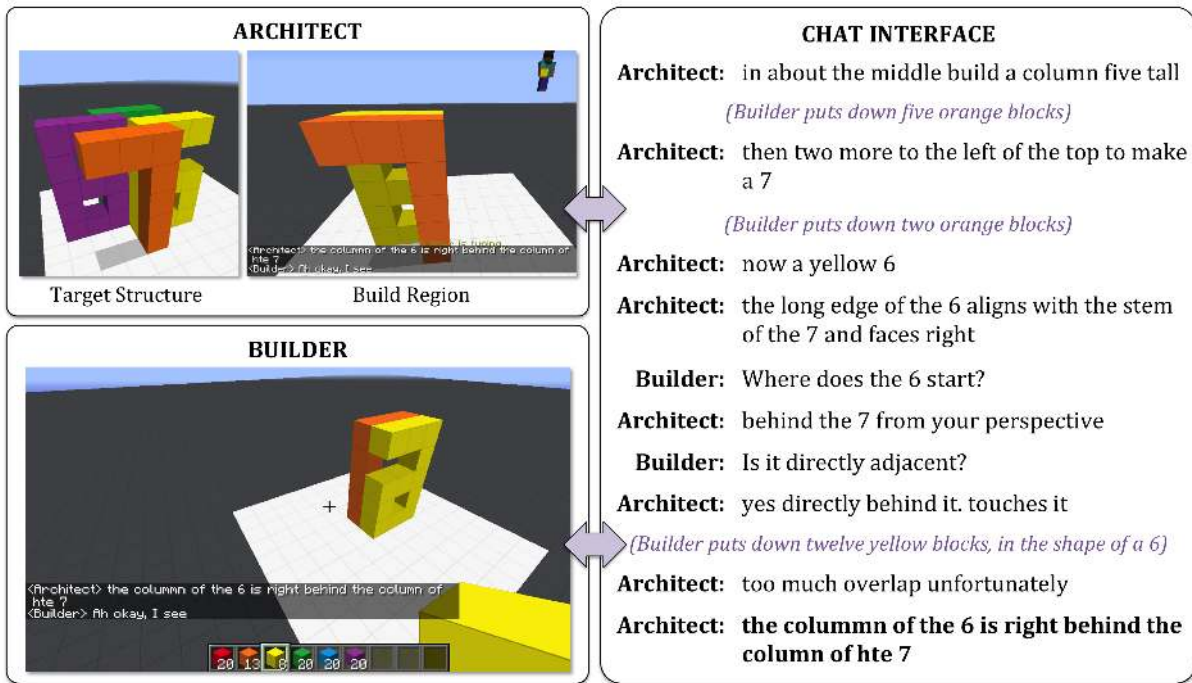 ARCHITECT
<Architect> the columnn of the 6 is right behind the column of
hte 7
<Builder> Ah okay, I see
is typing
Target Structure
Build Region
BUILDER
<Architect> the columnn of the 6 is right behind the column of
hte 7
<Builder> Ah okay, I see
20 13 8 20 20 20
CHAT INTERFACE
Architect: in about the middle build a column five tall
(Builder puts down five orange blocks)
Architect: then two more to the left of the top to make
a 7
(Builder puts down two orange blocks)
Architect: now a yellow 6
Architect: the long edge of the 6 aligns with the stem
of the 7 and faces right
Builder: Where does the 6 start?
Architect: behind the 7 from your perspective
Builder: Is it directly adjacent?
Architect: yes directly behind it. touches it
(Builder puts down twelve yellow blocks, in the shape of a 6)
Architect: too much overlap unfortunately
Architect: the colummn of the 6 is right behind the
column of hte 7